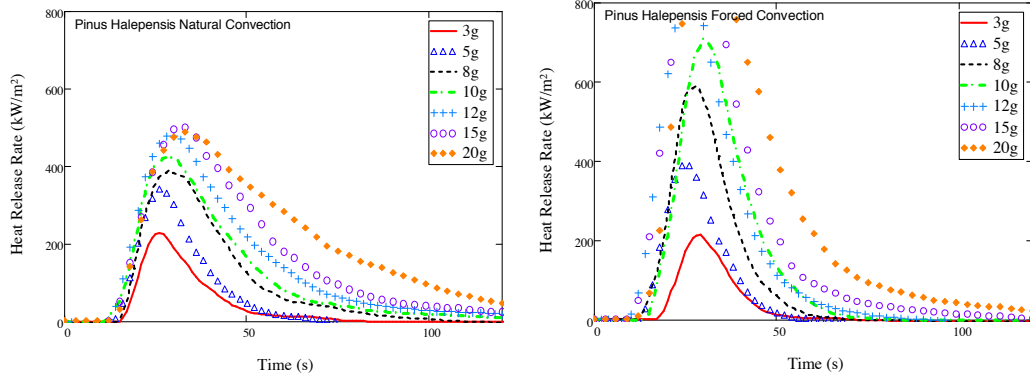 Pinus Halepensis Natural Convection
3g
5g
8g
10g
12g
15g
20g
800
600
400
200
0
0
50
100
Heat Release Rate (kW/m²)
Time (s)
Pinus Halepensis Forced Convection
3g
5g
8g
10g
12g
15g
20g
800
600
400
200
0
0
50
100
Heat Release Rate (kW/m²)
Time (s)